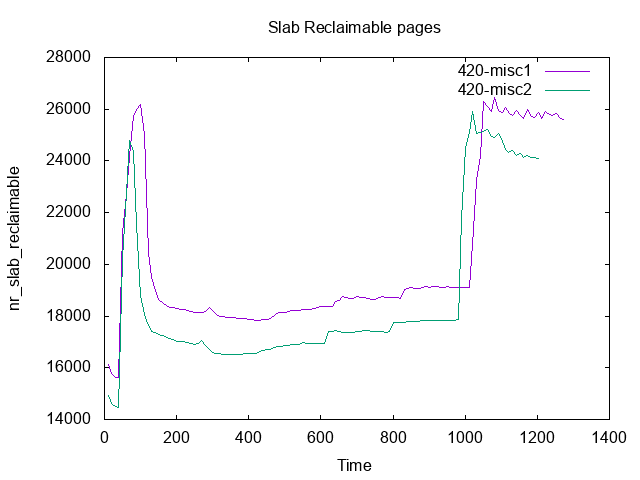 Slab Reclaimable pages
28000
26000
24000
22000
20000
18000
16000
14000
nr_slab_reclaimable
420-misc1
420-misc2
0 200 400 600 800 1000 1200 1400
Time